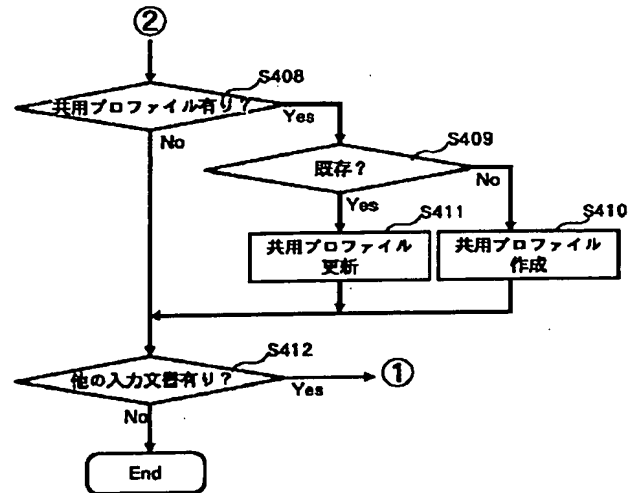 ②
S408
共用プロファイル有り?
Yes
No
S409
既存?
No
Yes
S411
S410
共用プロファイル
更新
共用プロファイル
作成
S412
他の入力文書有り?
Yes
①
No
End